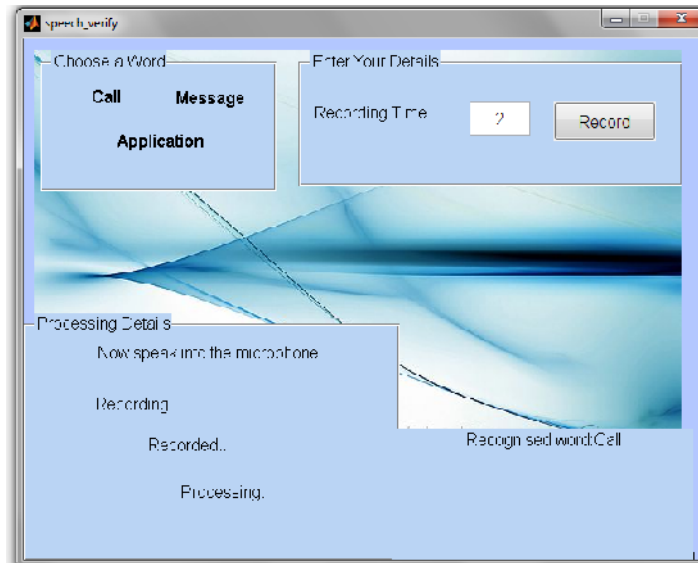 speech_verify
Choose a Word
Call Message
Application
Enter Your Details
Recording Time 2 Record
Processing Details
Now speak into the microphone
Recording
Recorded..
Processing.
Recognised word:Call